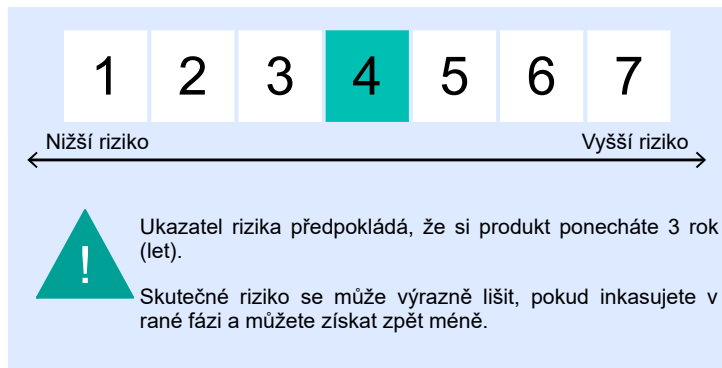 1 2 3 4 5 6 7
Nižší riziko Vyšší riziko
!
Ukazatel rizika předpokládá, že si produkt ponecháte 3 rok
(let).
Skutečné riziko se může výrazně lišit, pokud inkasujete v
rané fázi a můžete získat zpět méně.